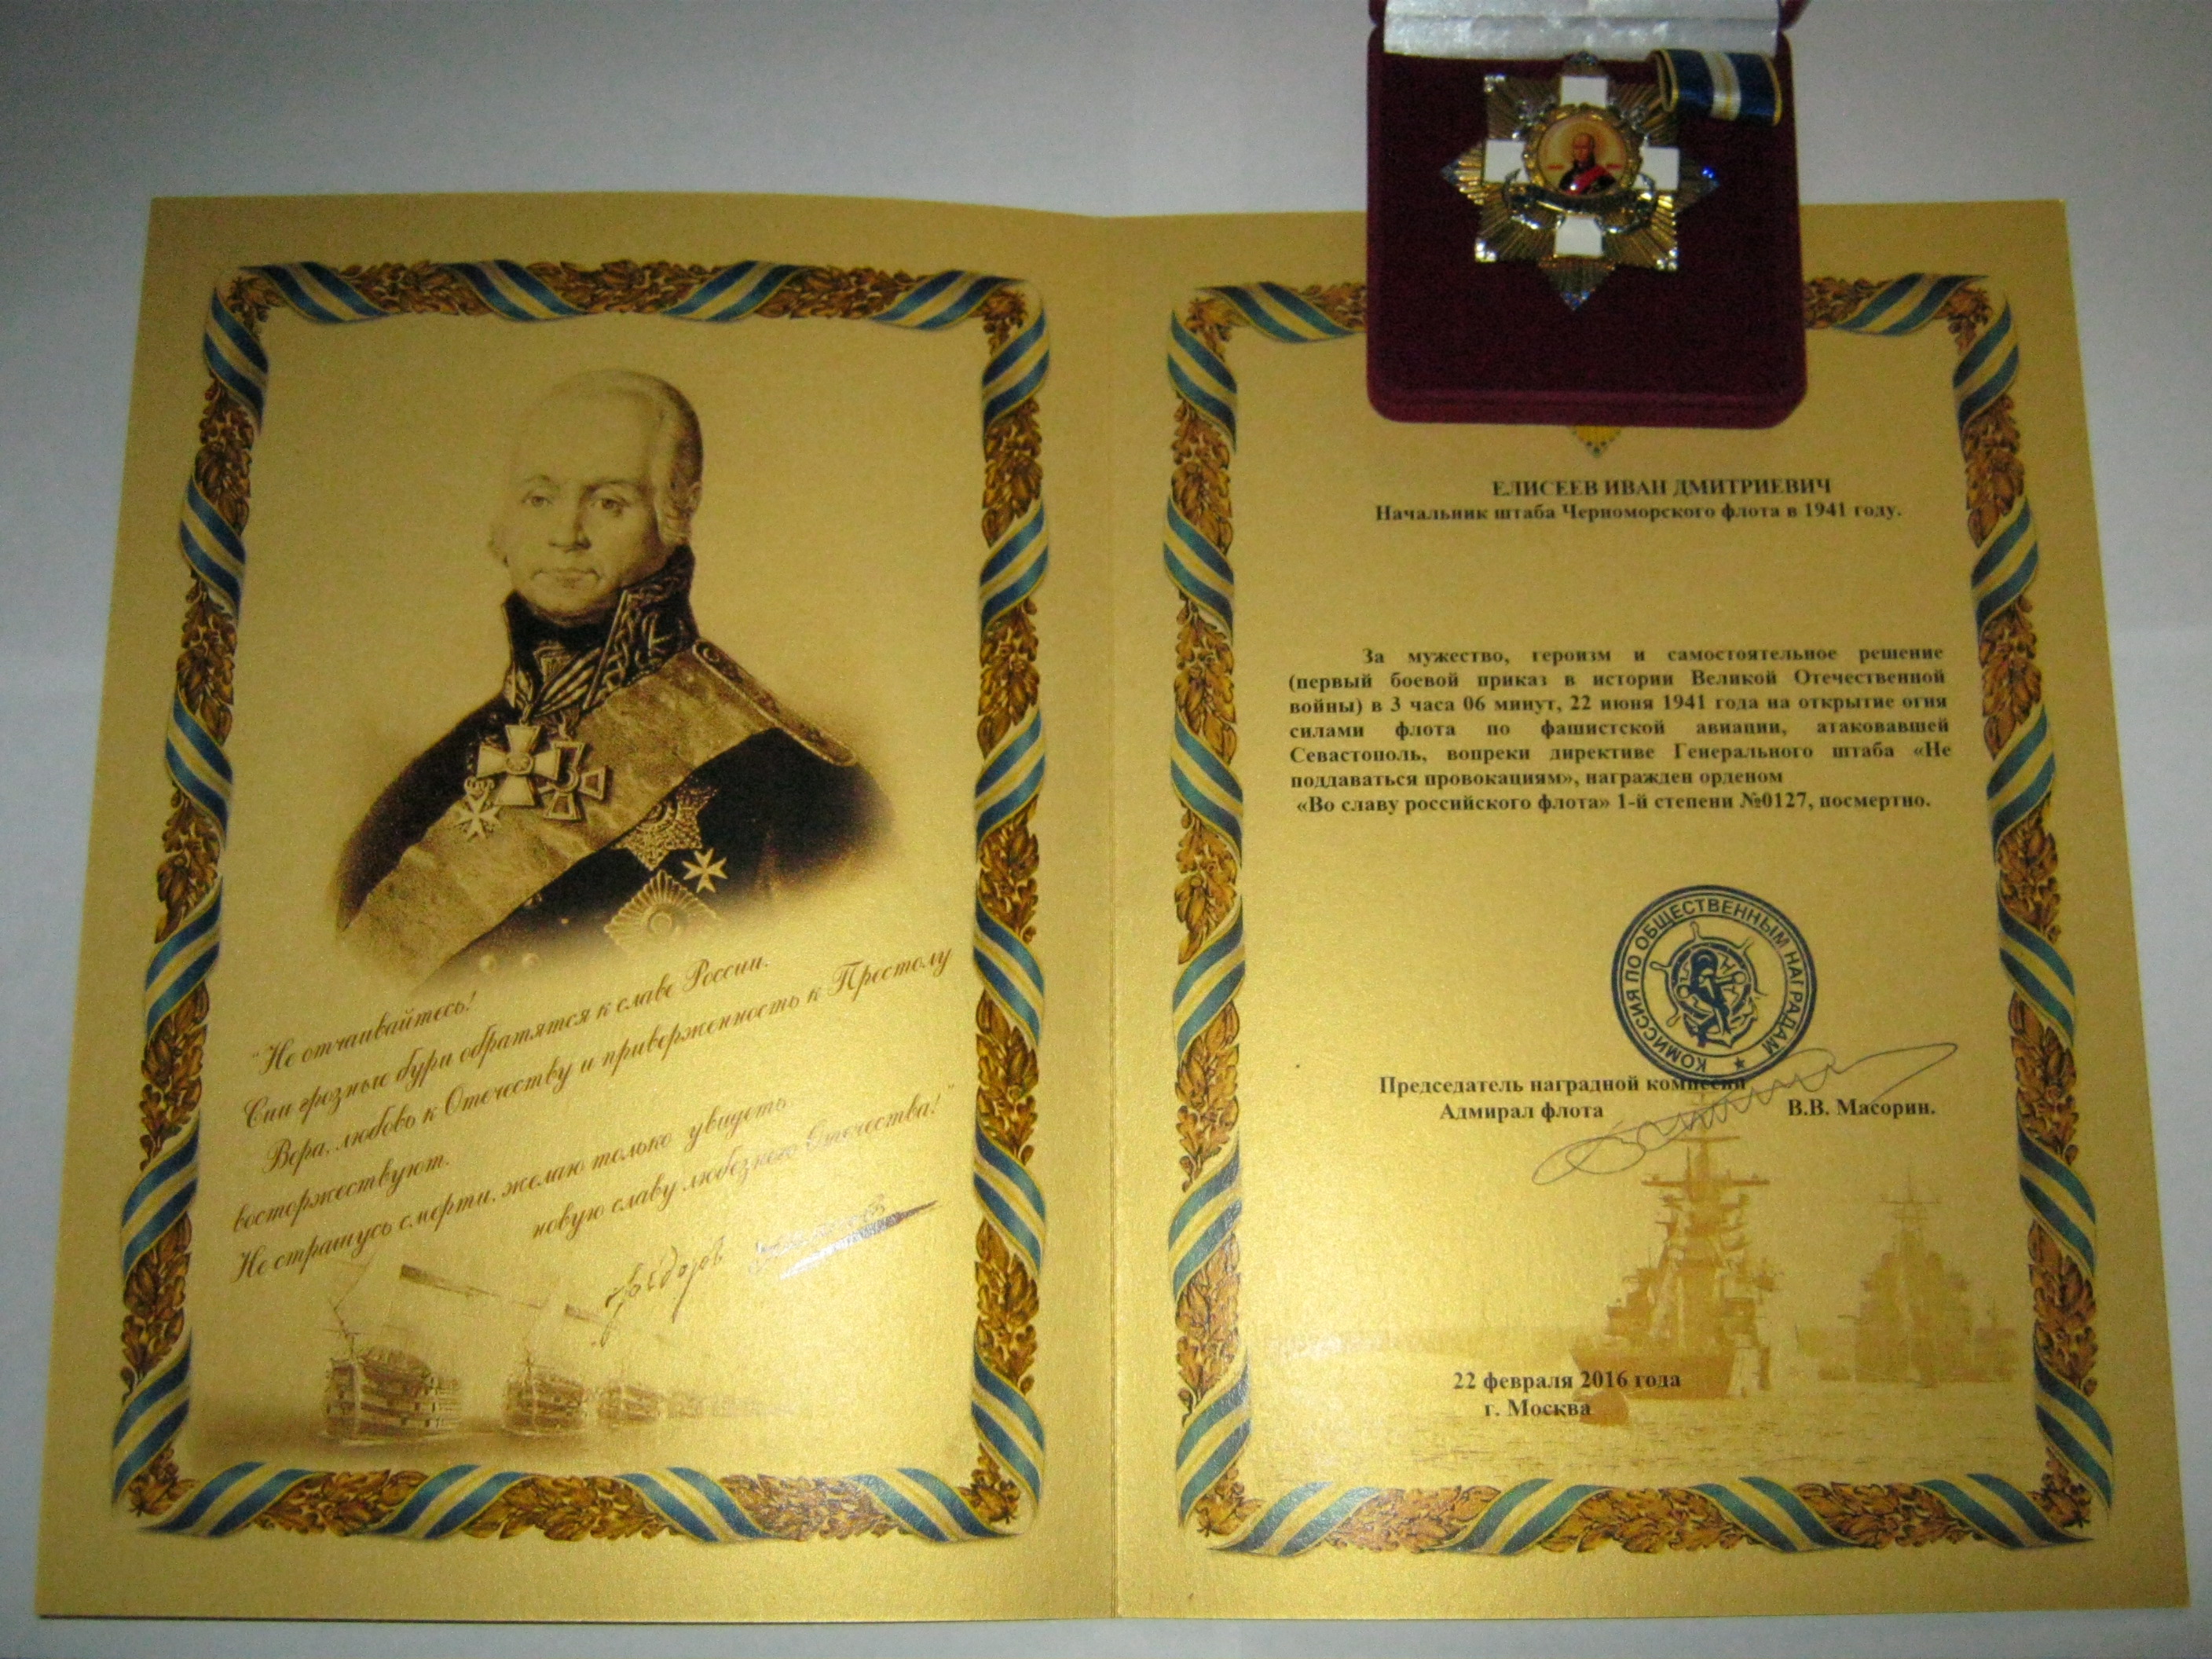 "Не отчаивайтесь!
Сии грозные бури обратятся к славе России.
Вера, любовь к Отечеству и приверженность к Престолу
восторжествуют.
Не страшусь смерти, желаю только увидеть
новую славу любезного Отечества!"
Федоров
ЕЛИСЕЕВ ИВАН ДМИТРИЕВИЧ
Начальник штаба Черноморского флота в 1941 году.
За мужество, героизм и самостоятельное решение
(первый боевой приказ в истории Великой Отечественной
войны) в 3 часа 06 минут, 22 июня 1941 года на открытие огня
силами флота по фашистской авиации, атаковавшей
Севастополь, вопреки директиве Генерального штаба «Не
поддаваться провокациям», награжден орденом
«Во славу российского флота» 1-й степени №0127, посмертно.
КОМИССИЯ ПО ОБЩЕСТВЕННЫМ НАГРАДАМ
Председатель наградной комиссии
Адмирал флота В.В. Масорин.
22 февраля 2016 года
г. Москва